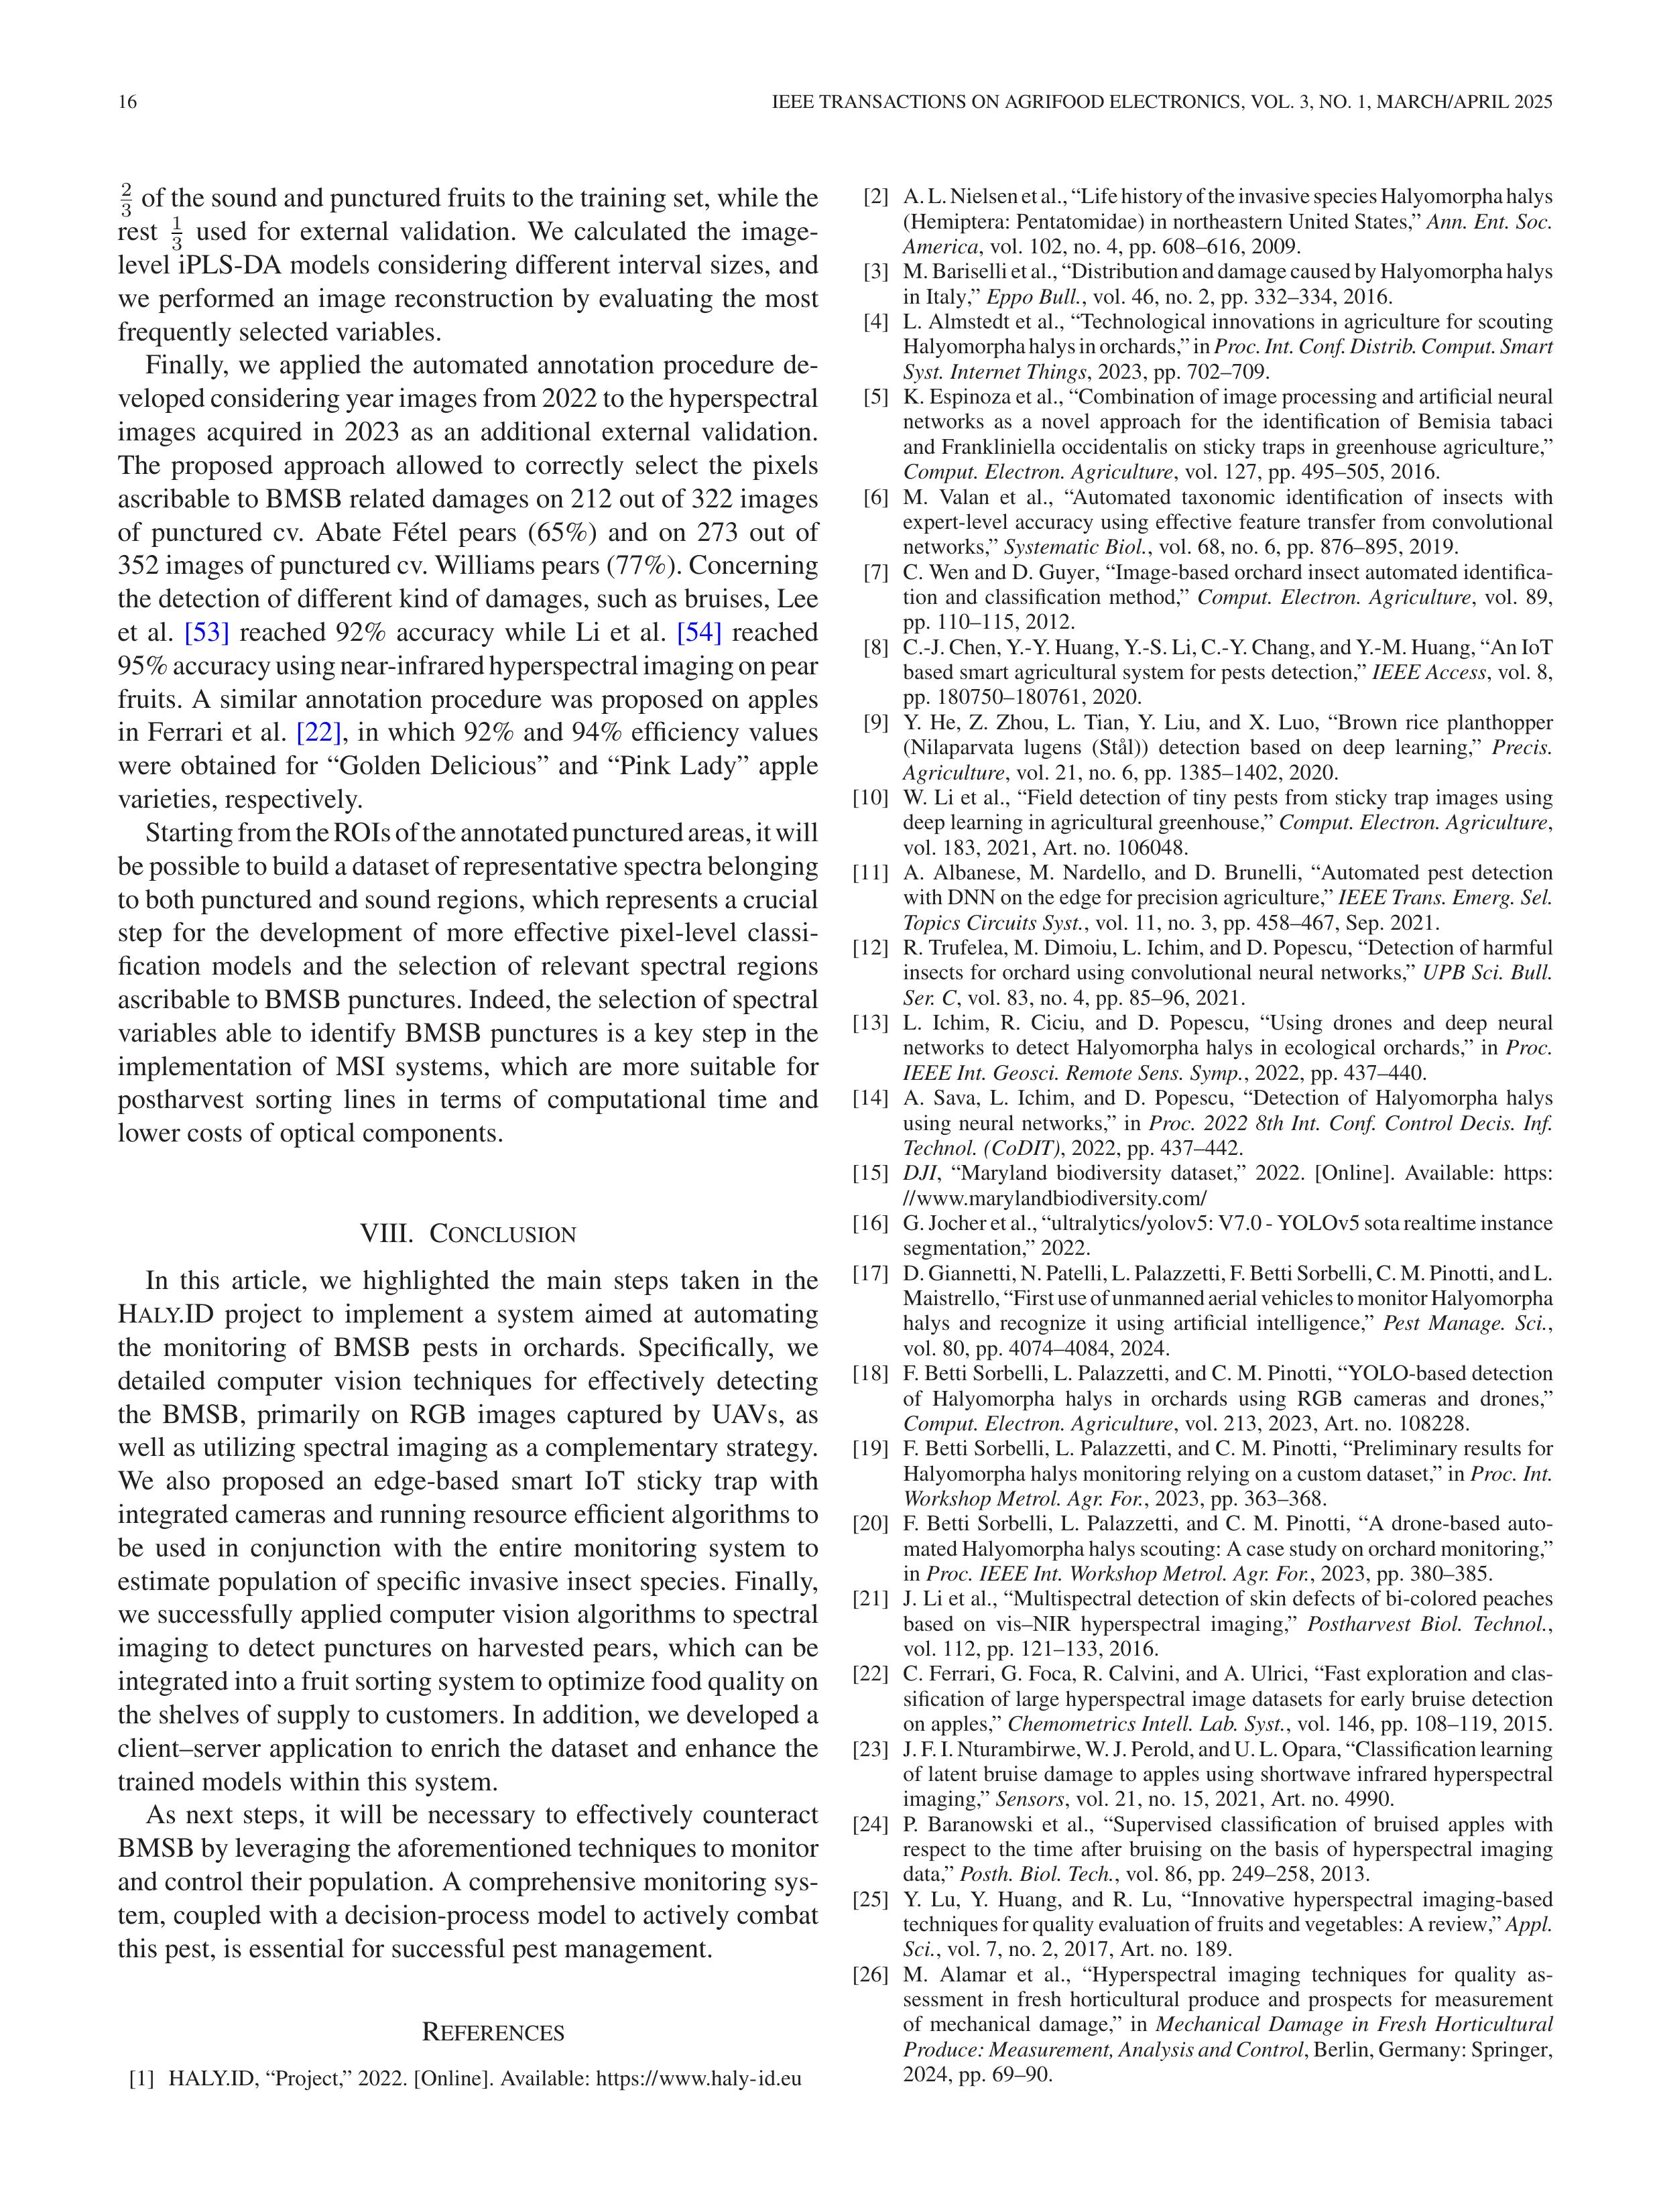 16
IEEE TRANSACTIONS ON AGRIFOOD ELECTRONICS, VOL. 3, NO. 1, MARCH/APRIL 2025
2/3 of the sound and punctured fruits to the training set, while the
rest 1/3 used for external validation. We calculated the image-
level iPLS-DA models considering different interval sizes, and
we performed an image reconstruction by evaluating the most
frequently selected variables.
Finally, we applied the automated annotation procedure de-
veloped considering year images from 2022 to the hyperspectral
images acquired in 2023 as an additional external validation.
The proposed approach allowed to correctly select the pixels
ascribable to BMSB related damages on 212 out of 322 images
of punctured cv. Abate Fétel pears (65%) and on 273 out of
352 images of punctured cv. Williams pears (77%). Concerning
the detection of different kind of damages, such as bruises, Lee
et al. [53] reached 92% accuracy while Li et al. [54] reached
95% accuracy using near-infrared hyperspectral imaging on pear
fruits. A similar annotation procedure was proposed on apples
in Ferrari et al. [22], in which 92% and 94% efficiency values
were obtained for “Golden Delicious” and “Pink Lady” apple
varieties, respectively.
Starting from the ROIs of the annotated punctured areas, it will
be possible to build a dataset of representative spectra belonging
to both punctured and sound regions, which represents a crucial
step for the development of more effective pixel-level classi-
fication models and the selection of relevant spectral regions
ascribable to BMSB punctures. Indeed, the selection of spectral
variables able to identify BMSB punctures is a key step in the
implementation of MSI systems, which are more suitable for
postharvest sorting lines in terms of computational time and
lower costs of optical components.
VIII. CONCLUSION
In this article, we highlighted the main steps taken in the
HALY.ID project to implement a system aimed at automating
the monitoring of BMSB pests in orchards. Specifically, we
detailed computer vision techniques for effectively detecting
the BMSB, primarily on RGB images captured by UAVs, as
well as utilizing spectral imaging as a complementary strategy.
We also proposed an edge-based smart IoT sticky trap with
integrated cameras and running resource efficient algorithms to
be used in conjunction with the entire monitoring system to
estimate population of specific invasive insect species. Finally,
we successfully applied computer vision algorithms to spectral
imaging to detect punctures on harvested pears, which can be
integrated into a fruit sorting system to optimize food quality on
the shelves of supply to customers. In addition, we developed a
client–server application to enrich the dataset and enhance the
trained models within this system.
As next steps, it will be necessary to effectively counteract
BMSB by leveraging the aforementioned techniques to monitor
and control their population. A comprehensive monitoring sys-
tem, coupled with a decision-process model to actively combat
this pest, is essential for successful pest management.
REFERENCES
[1] HALY.ID, “Project,” 2022. [Online]. Available: https://www.haly-id.eu
[2] A. L. Nielsen et al., “Life history of the invasive species Halyomorpha halys
(Hemiptera: Pentatomidae) in northeastern United States,” Ann. Ent. Soc.
America, vol. 102, no. 4, pp. 608–616, 2009.
[3] M. Bariselli et al., “Distribution and damage caused by Halyomorpha halys
in Italy,” Eppo Bull., vol. 46, no. 2, pp. 332–334, 2016.
[4] L. Almstedt et al., “Technological innovations in agriculture for scouting
Halyomorpha halys in orchards,” in Proc. Int. Conf. Distrib. Comput. Smart
Syst. Internet Things, 2023, pp. 702–709.
[5] K. Espinoza et al., “Combination of image processing and artificial neural
networks as a novel approach for the identification of Bemisia tabaci
and Frankliniella occidentalis on sticky traps in greenhouse agriculture,”
Comput. Electron. Agriculture, vol. 127, pp. 495–505, 2016.
[6] M. Valan et al., “Automated taxonomic identification of insects with
expert-level accuracy using effective feature transfer from convolutional
networks,” Systematic Biol., vol. 68, no. 6, pp. 876–895, 2019.
[7] C. Wen and D. Guyer, “Image-based orchard insect automated identifica-
tion and classification method,” Comput. Electron. Agriculture, vol. 89,
pp. 110–115, 2012.
[8] C.-J. Chen, Y.-Y. Huang, Y.-S. Li, C.-Y. Chang, and Y.-M. Huang, “An IoT
based smart agricultural system for pests detection,” IEEE Access, vol. 8,
pp. 180750–180761, 2020.
[9] Y. He, Z. Zhou, L. Tian, Y. Liu, and X. Luo, “Brown rice planthopper
(Nilaparvata lugens (Stål)) detection based on deep learning,” Precis.
Agriculture, vol. 21, no. 6, pp. 1385–1402, 2020.
[10] W. Li et al., “Field detection of tiny pests from sticky trap images using
deep learning in agricultural greenhouse,” Comput. Electron. Agriculture,
vol. 183, 2021, Art. no. 106048.
[11] A. Albanese, M. Nardello, and D. Brunelli, “Automated pest detection
with DNN on the edge for precision agriculture,” IEEE Trans. Emerg. Sel.
Topics Circuits Syst., vol. 11, no. 3, pp. 458–467, Sep. 2021.
[12] R. Trufelea, M. Dimoiu, L. Ichim, and D. Popescu, “Detection of harmful
insects for orchard using convolutional neural networks,” UPB Sci. Bull.
Ser. C, vol. 83, no. 4, pp. 85–96, 2021.
[13] L. Ichim, R. Ciciu, and D. Popescu, “Using drones and deep neural
networks to detect Halyomorpha halys in ecological orchards,” in Proc.
IEEE Int. Geosci. Remote Sens. Symp., 2022, pp. 437–440.
[14] A. Sava, L. Ichim, and D. Popescu, “Detection of Halyomorpha halys
using neural networks,” in Proc. 2022 8th Int. Conf. Control Decis. Inf.
Technol. (CoDIT), 2022, pp. 437–442.
[15] DJI, “Maryland biodiversity dataset,” 2022. [Online]. Available: https:
//www.marylandbiodiversity.com/
[16] G. Jocher et al., “ultralytics/yolov5: V7.0 - YOLOv5 sota realtime instance
segmentation,” 2022.
[17] D. Giannetti, N. Patelli, L. Palazzetti, F. Betti Sorbelli, C. M. Pinotti, and L.
Maistrello, “First use of unmanned aerial vehicles to monitor Halyomorpha
halys and recognize it using artificial intelligence,” Pest Manage. Sci.,
vol. 80, pp. 4074–4084, 2024.
[18] F. Betti Sorbelli, L. Palazzetti, and C. M. Pinotti, “YOLO-based detection
of Halyomorpha halys in orchards using RGB cameras and drones,”
Comput. Electron. Agriculture, vol. 213, 2023, Art. no. 108228.
[19] F. Betti Sorbelli, L. Palazzetti, and C. M. Pinotti, “Preliminary results for
Halyomorpha halys monitoring relying on a custom dataset,” in Proc. Int.
Workshop Metrol. Agr. For., 2023, pp. 363–368.
[20] F. Betti Sorbelli, L. Palazzetti, and C. M. Pinotti, “A drone-based auto-
mated Halyomorpha halys scouting: A case study on orchard monitoring,”
in Proc. IEEE Int. Workshop Metrol. Agr. For., 2023, pp. 380–385.
[21] J. Li et al., “Multispectral detection of skin defects of bi-colored peaches
based on vis–NIR hyperspectral imaging,” Postharvest Biol. Technol.,
vol. 112, pp. 121–133, 2016.
[22] C. Ferrari, G. Foca, R. Calvini, and A. Ulrici, “Fast exploration and clas-
sification of large hyperspectral image datasets for early bruise detection
on apples,” Chemometrics Intell. Lab. Syst., vol. 146, pp. 108–119, 2015.
[23] J. F. I. Nturambirwe, W. J. Perold, and U. L. Opara, “Classification learning
of latent bruise damage to apples using shortwave infrared hyperspectral
imaging,” Sensors, vol. 21, no. 15, 2021, Art. no. 4990.
[24] P. Baranowski et al., “Supervised classification of bruised apples with
respect to the time after bruising on the basis of hyperspectral imaging
data,” Posth. Biol. Tech., vol. 86, pp. 249–258, 2013.
[25] Y. Lu, Y. Huang, and R. Lu, “Innovative hyperspectral imaging-based
techniques for quality evaluation of fruits and vegetables: A review,” Appl.
Sci., vol. 7, no. 2, 2017, Art. no. 189.
[26] M. Alamar et al., “Hyperspectral imaging techniques for quality as-
sessment in fresh horticultural produce and prospects for measurement
of mechanical damage,” in Mechanical Damage in Fresh Horticultural
Produce: Measurement, Analysis and Control, Berlin, Germany: Springer,
2024, pp. 69–90.